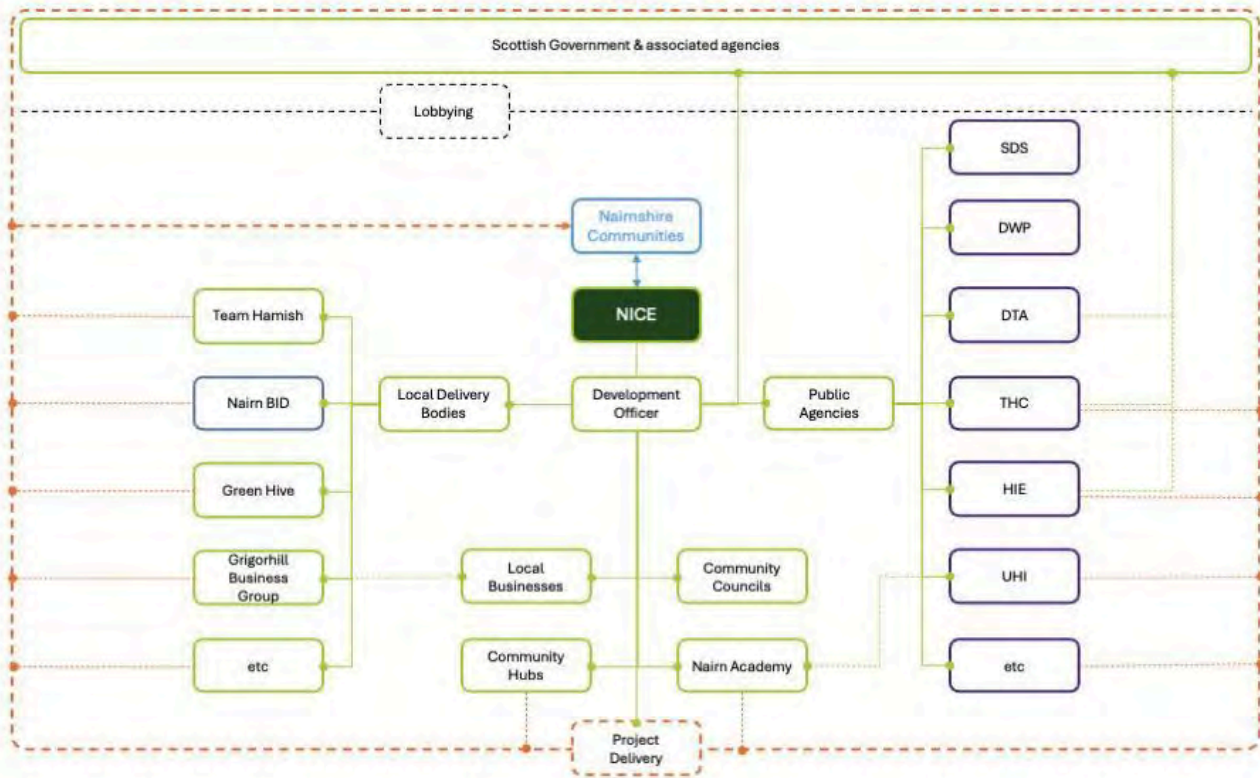 Scottish Government & associated agencies
Lobbying
SDS
Nairnshire
Communities
DWP
Team Hamish
NICE
DTA
Nairn BID
Local Delivery
Bodies
Development
Officer
Public
Agencies
THC
Green Hive
HIE
Grigorhill
Business
Group
Local
Businesses
Community
Councils
UHI
etc
Community
Hubs
Nairn Academy
etc
Project
Delivery